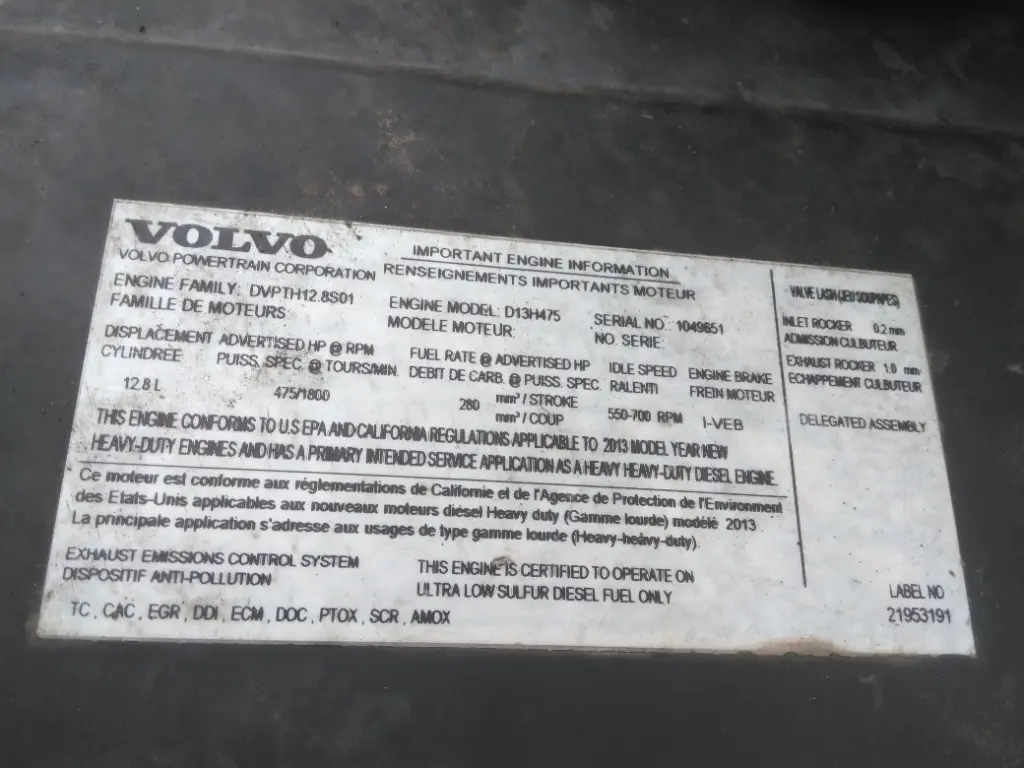 VOLVO
VOLVO POWERTRAIN CORPORATION
IMPORTANT ENGINE INFORMATION
RENSEIGNEMENTS IMPORTANTS MOTEUR
ENGINE FAMILY: DVPTH12.8S01
FAMILLE DE MOTEURS:
ENGINE MODEL: D13H475
MODELE MOTEUR:
SERIAL NO.: 1049651
NO. SERIE:
DISPLACEMENT ADVERTISED HP @ RPM
CYLINDREE PUISS. SPEC. @ TOURS/MIN.
FUEL RATE @ ADVERTISED HP
DEBIT DE CARB. @ PUISS. SPEC.
IDLE SPEED
RALENTI
ENGINE BRAKE
FREIN MOTEUR
12.8 L 475/1800 280 mm³ / STROKE
mm³ / COUP
550-700 RPM I-VEB
THIS ENGINE CONFORMS TO U.S EPA AND CALIFORNIA REGULATIONS APPLICABLE TO 2013 MODEL YEAR NEW
HEAVY-DUTY ENGINES AND HAS A PRIMARY INTENDED SERVICE APPLICATION AS A HEAVY HEAVY-DUTY DIESEL ENGINE.
Ce moteur est conforme aux réglementations de Californie et de l'Agence de Protection de l'Environment
des Etats-Unis applicables aux nouveaux moteurs diésel Heavy duty (Gamme lourde) modèlé 2013
La principale application s'adresse aux usages de type gamme lourde (Heavy-heavy-duty).
EXHAUST EMISSIONS CONTROL SYSTEM
DISPOSITIF ANTI-POLLUTION
TC , CAC , EGR , DDI , ECM , DOC , PTOX , SCR , AMOX
THIS ENGINE IS CERTIFIED TO OPERATE ON
ULTRA LOW SULFUR DIESEL FUEL ONLY
VALVE LASH (JEU SOUPAPES)
INLET ROCKER 0.2 mm
ADMISSION CULBUTEUR
EXHAUST ROCKER 1.0 mm
ECHAPPEMENT CULBUTEUR
DELEGATED ASSEMBLY
LABEL NO
21953191